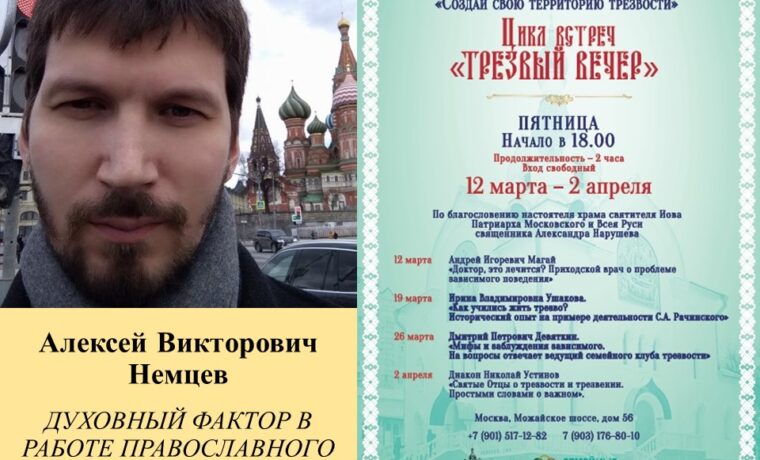 Алексей Викторович
Немцев
ДУХОВНЫЙ ФАКТОР В
РАБОТЕ ПРАВОСЛАВНОГО
«СОЗДАЙ СВОЮ ТЕРРИТОРИЮ ТРЕЗВОСТИ»
ЦИКЛ ВСТРЕЧ
«ТРЕЗВЫЙ ВЕЧЕР»
ПЯТНИЦА
НАЧАЛО В 18.00
Продолжительность – 2 часа
Вход свободный
12 марта – 2 апреля
По благословению настоятеля храма святителя Иова
Патриарха Московского и Всея Руси
священника Александра Нарушева
12 марта Андрей Игоревич Магай
«Доктор, это лечится? Приходской врач о проблеме
зависимого поведения»
19 марта Ирина Владимировна Ушакова.
«Как учились жить трезво?
Исторический опыт на примере деятельности С.А. Рачинского»
26 марта Дмитрий Петрович Девяткин.
«Мифы и заблуждения зависимого.
На вопросы отвечает ведущий семейного клуба трезвости»
2 апреля Диакон Николай Устинов
«Святые Отцы о трезвости и трезвении.
Простыми словами о важном».
Москва, Можайское шоссе, дом 56
+7 (901) 517-12-82 7 (903) 176-80-10